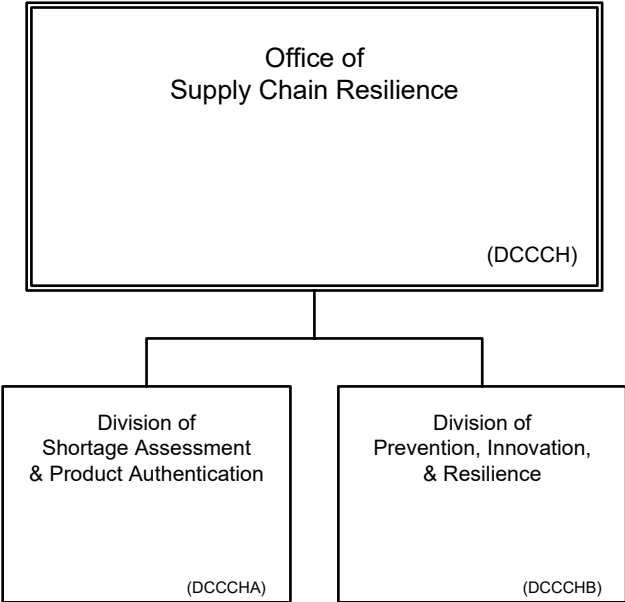 Office of
Supply Chain Resilience
(DCCCH)
Division of
Shortage Assessment
& Product Authentication
(DCCCHA)
Division of
Prevention, Innovation,
& Resilience
(DCCCHB)